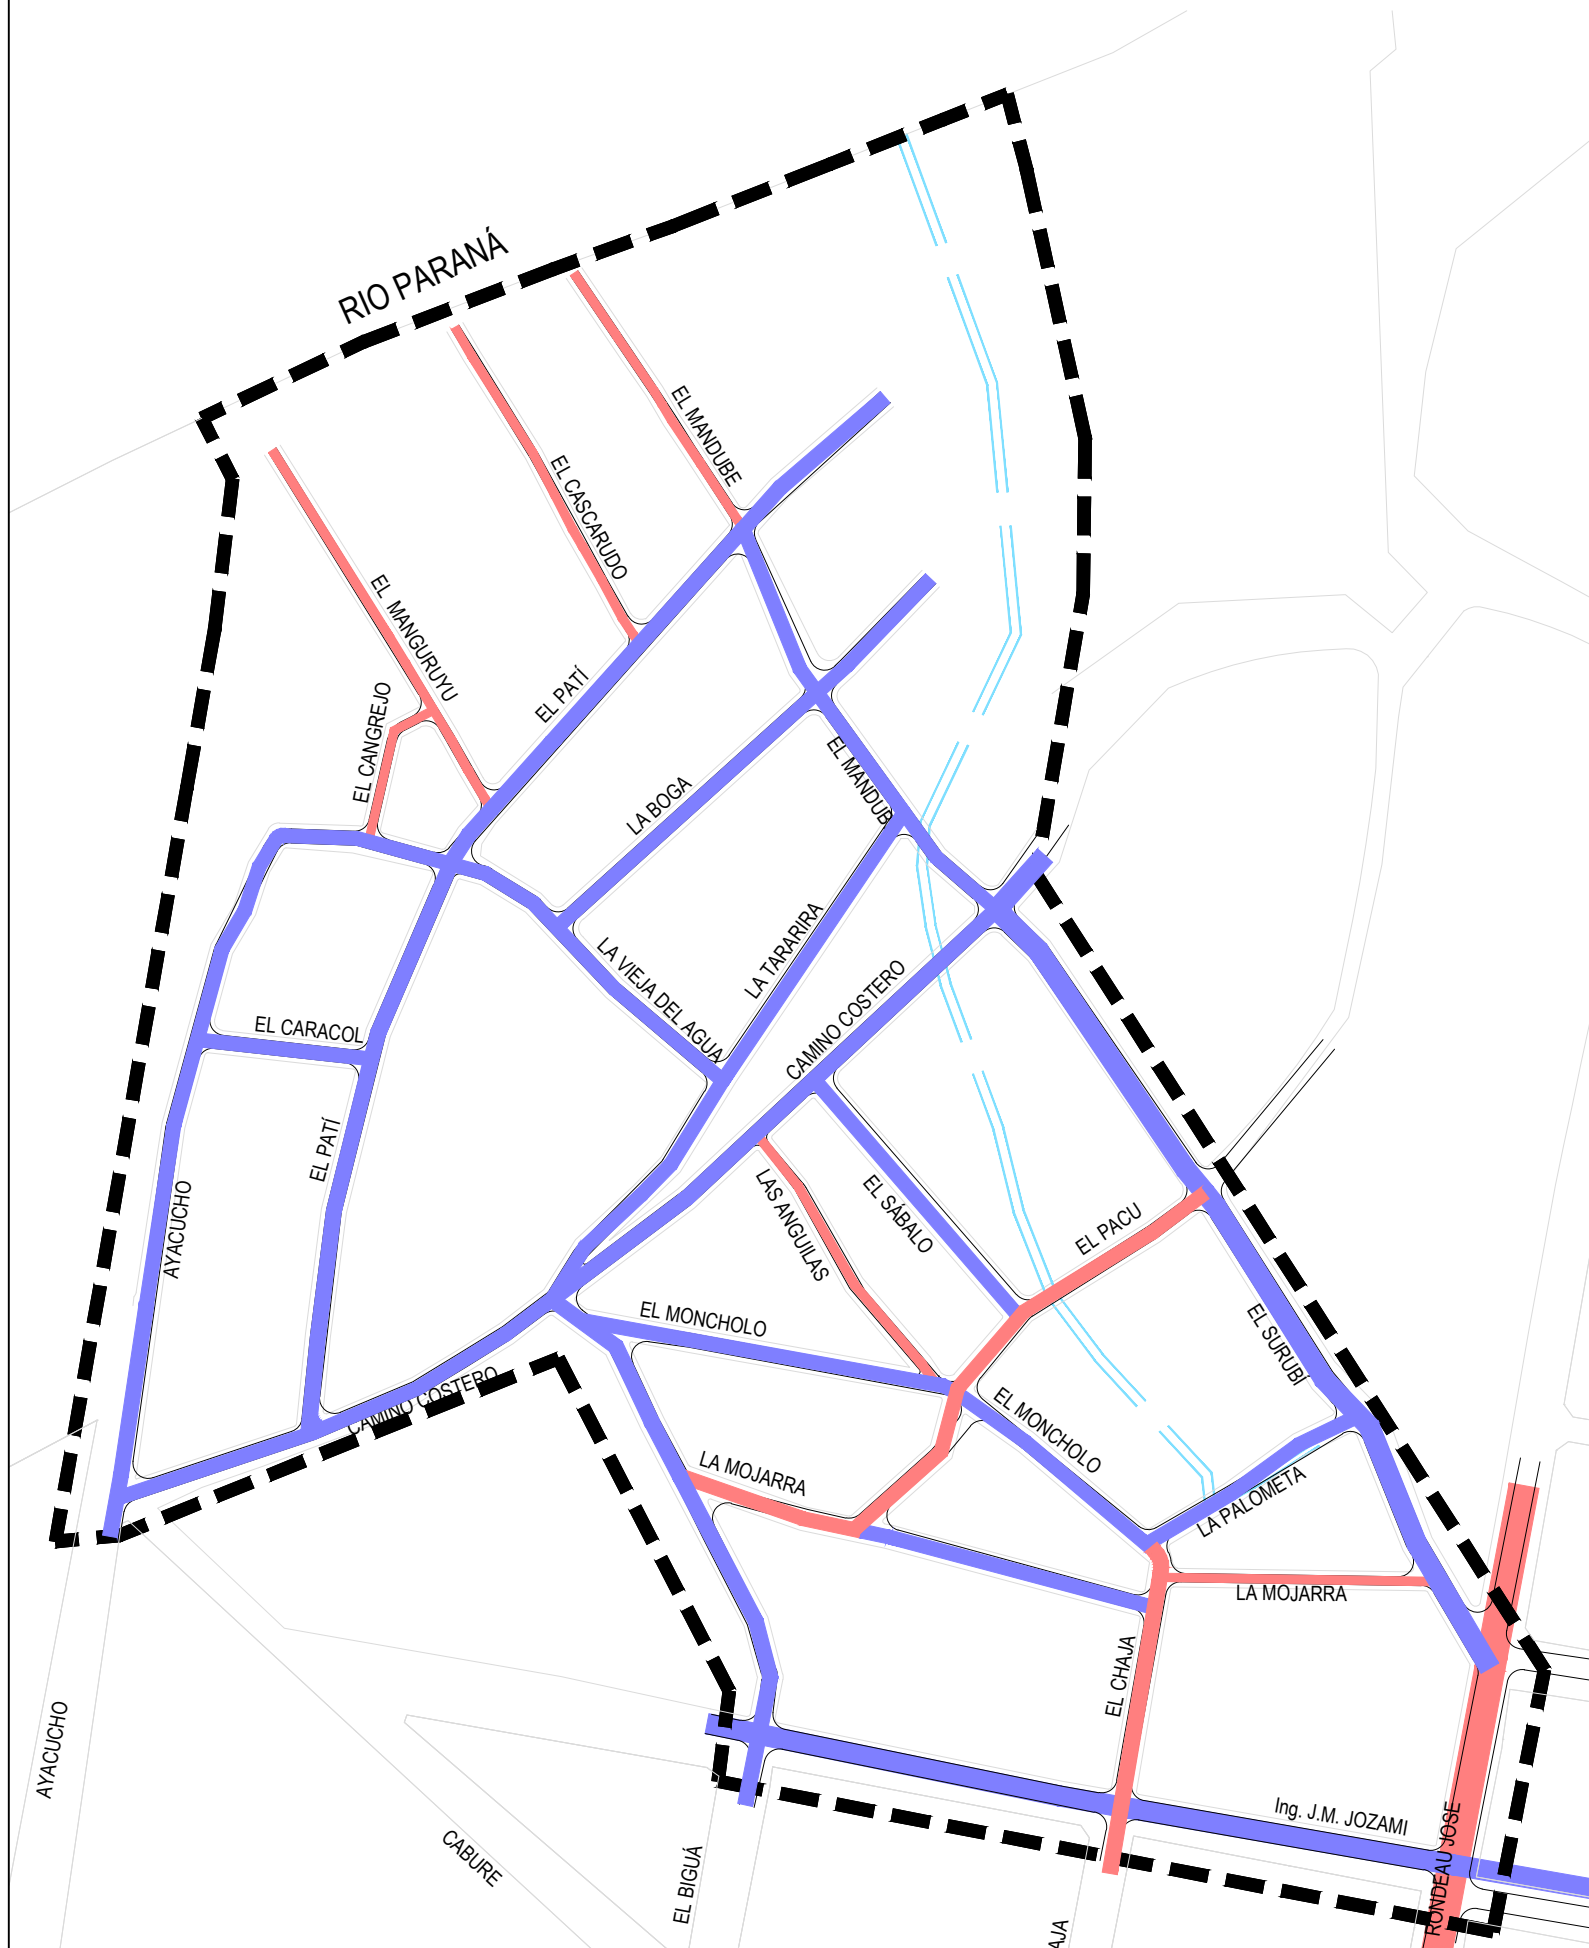 RIO PARANÁ
EL MANDUBE
EL CASCARUDO
EL MANGURUYU
EL CANGREJO
EL PATÍ
EL MANDUB
LA BOGA
LA TARARIRA
LA VIEJA DEL AGUA
CAMINO COSTERO
EL CARACOL
EL PATÍ
AYACUCHO
LAS ANGUILAS
EL SÁBALO
EL PACU
EL MONCHOLO
EL SURUBÍ
CAMINO COSTERO
EL MONCHOLO
LA MOJARRA
LA PALOMETA
LA MOJARRA
EL CHAJA
AYACUCHO
Ing. J.M. JOZAMI
RONDEAU JOSE
CABURE
EL BIGUÁ
AJA